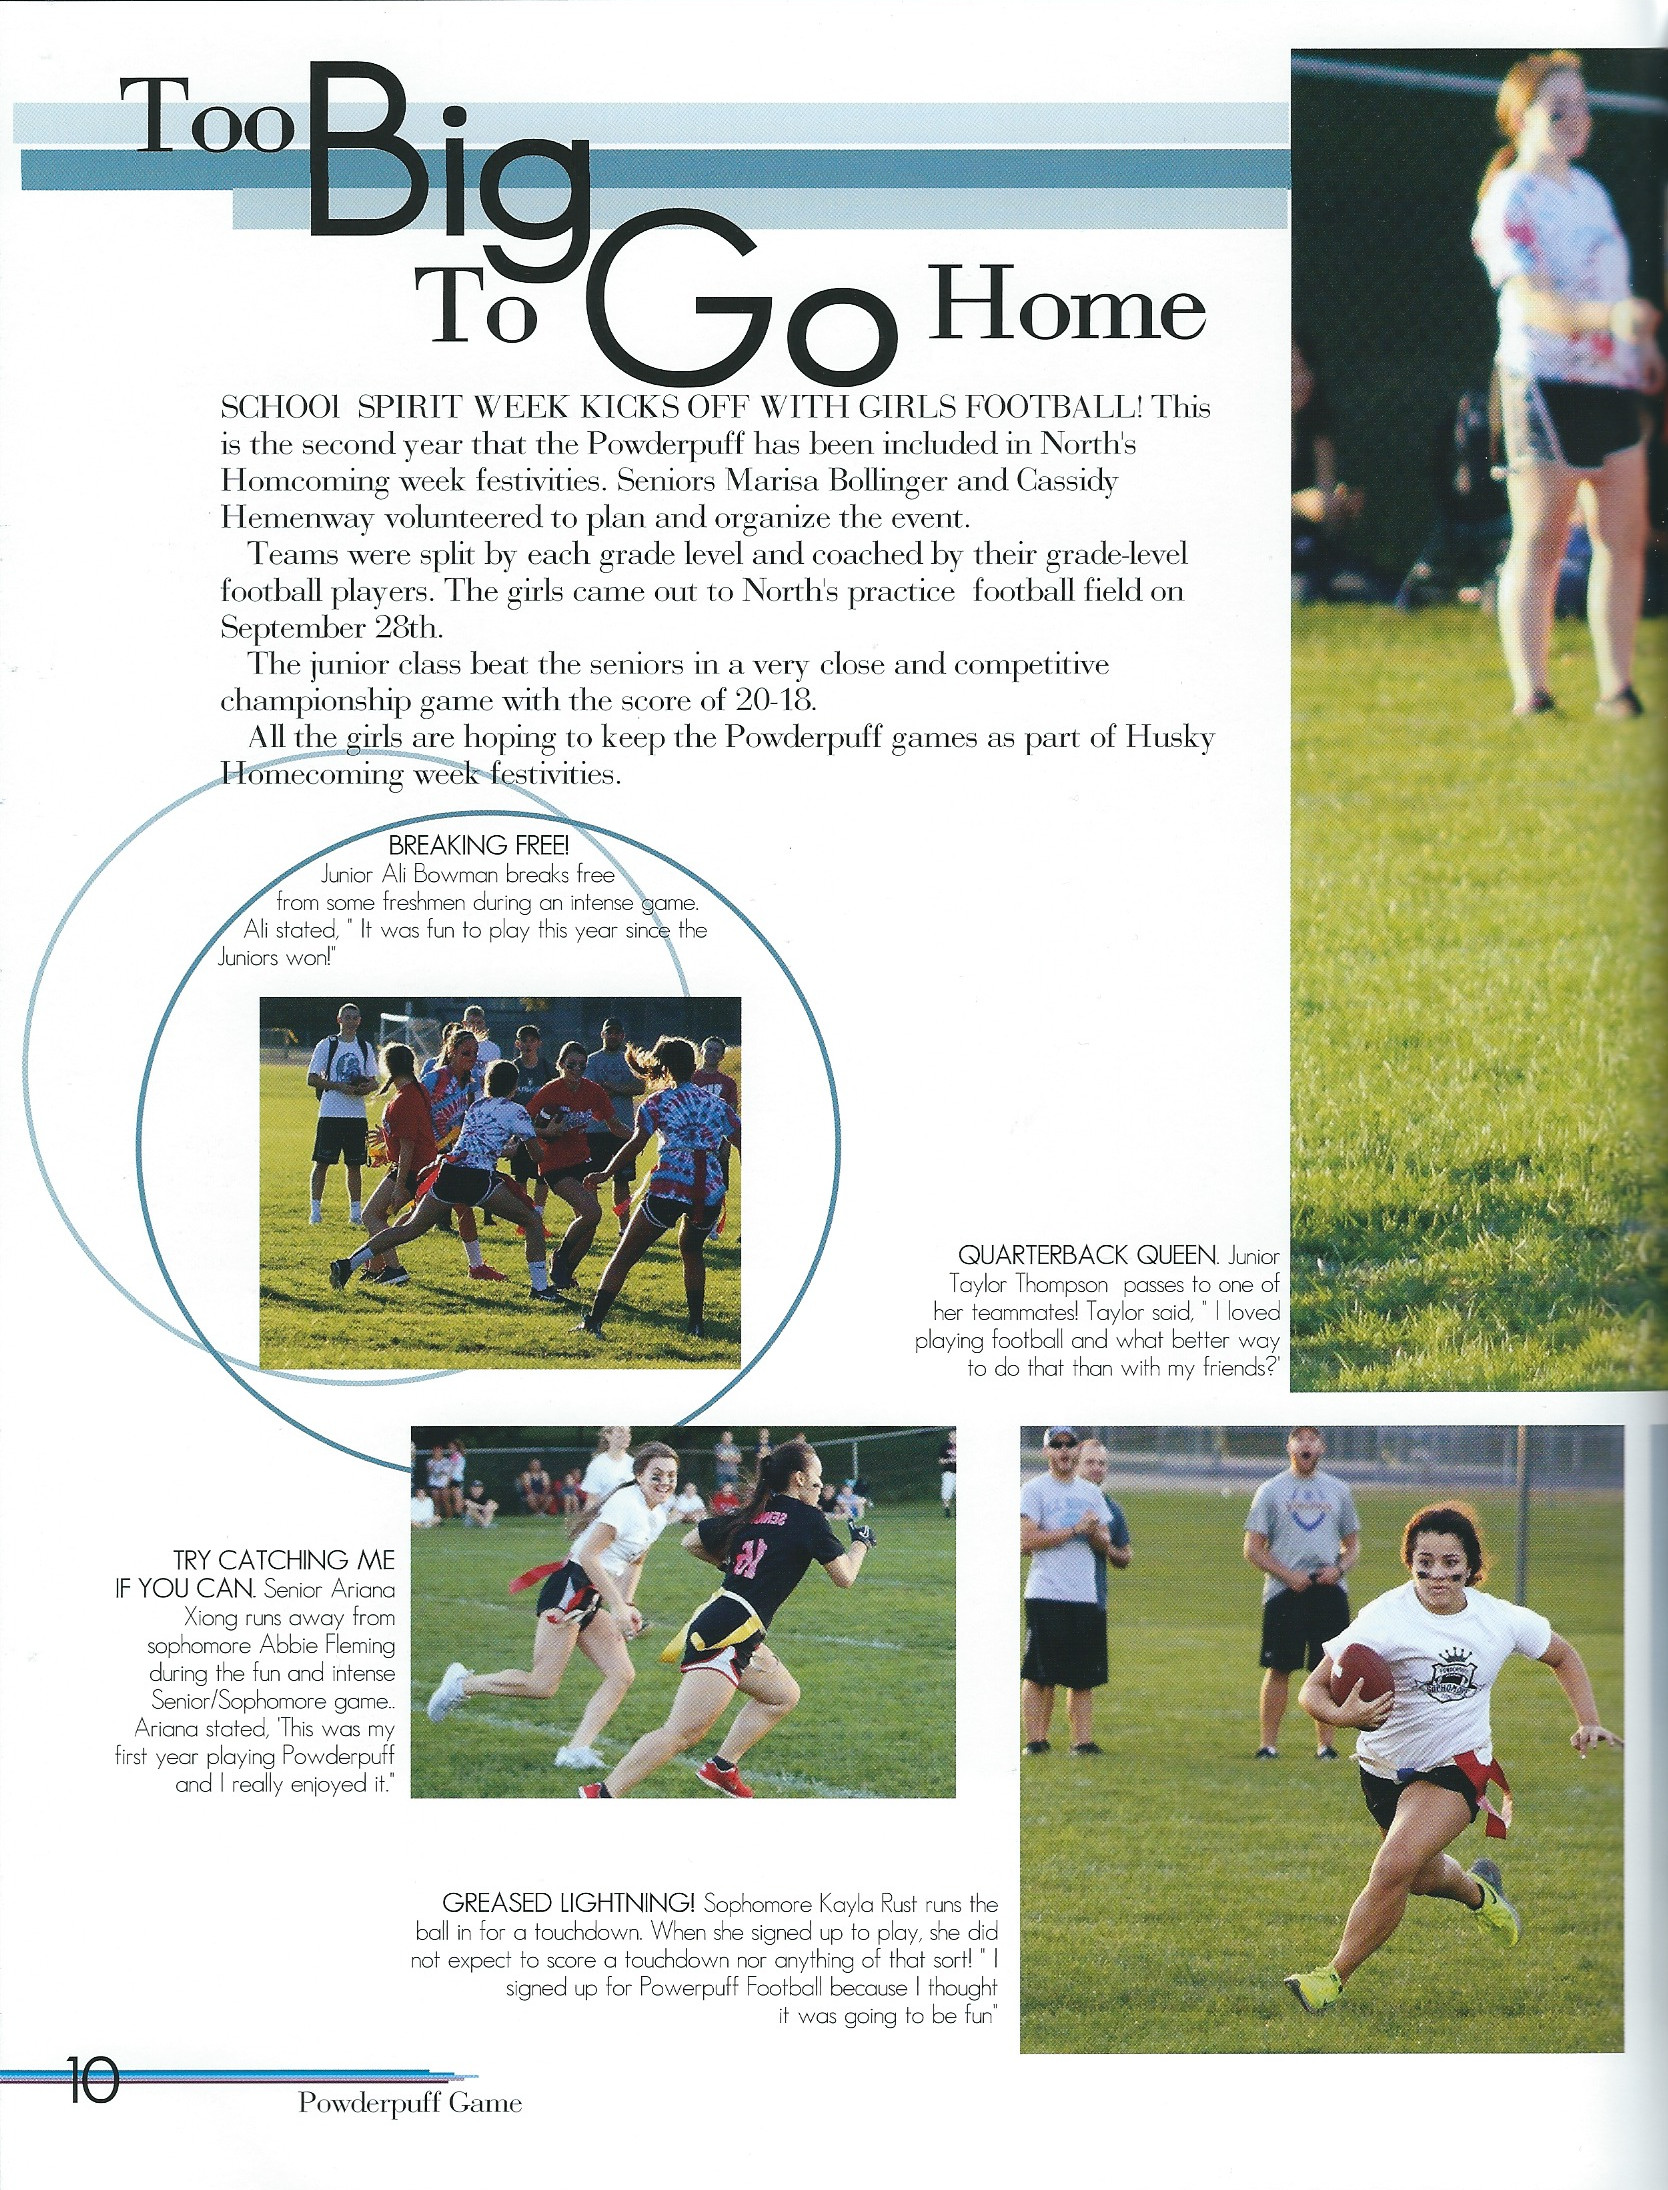 Too Big
To Go Home
SCHOOl SPIRIT WEEK KICKS OFF WITH GIRLS FOOTBALL! This
is the second year that the Powderpuff has been included in North's
Homcoming week festivities. Seniors Marisa Bollinger and Cassidy
Hemenway volunteered to plan and organize the event.
Teams were split by each grade level and coached by their grade-level
football players. The girls came out to North's practice football field on
September 28th.
The junior class beat the seniors in a very close and competitive
championship game with the score of 20-18.
All the girls are hoping to keep the Powderpuff games as part of Husky
Homecoming week festivities.
BREAKING FREE!
Junior Ali Bowman breaks free
from some freshmen during an intense game.
Ali stated, " It was fun to play this year since the
Juniors won!"
QUARTERBACK QUEEN. Junior
Taylor Thompson passes to one of
her teammates! Taylor said, " I loved
playing football and what better way
to do that than with my friends?'
TRY CATCHING ME
IF YOU CAN. Senior Ariana
Xiong runs away from
sophomore Abbie Fleming
during the fun and intense
Senior/Sophomore game..
Ariana stated, 'This was my
first year playing Powderpuff
and I really enjoyed it."
GREASED LIGHTNING! Sophomore Kayla Rust runs the
ball in for a touchdown. When she signed up to play, she did
not expect to score a touchdown nor anything of that sort! " I
signed up for Powerpuff Football because I thought
it was going to be fun"
10
Powderpuff Game